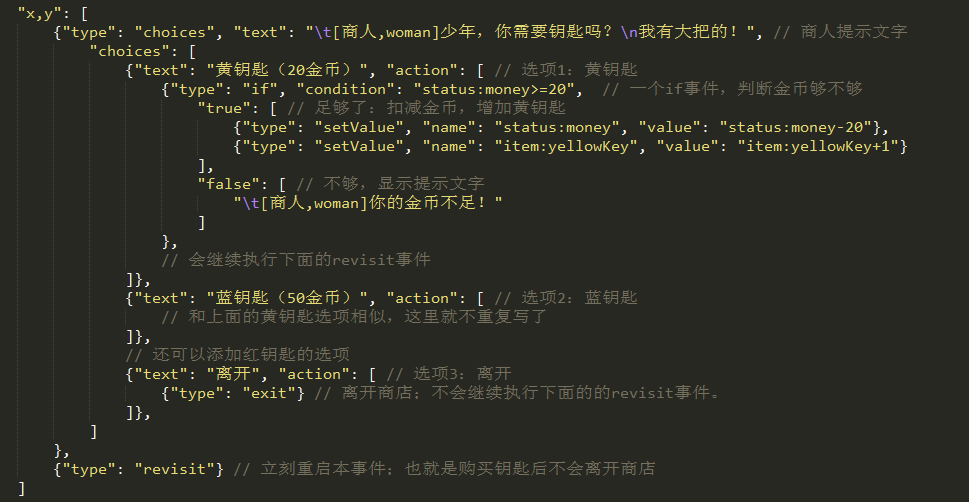 "x,y": [
    {"type": "choices", "text": "\t[商人,woman]少年，你需要钥匙吗？\n我有大把的！", // 商人提示文字
        "choices": [
            {"text": "黄钥匙（20金币）", "action": [ // 选项1：黄钥匙
                {"type": "if", "condition": "status:money>=20",  // 一个if事件，判断金币够不够
                    "true": [ // 足够了：扣减金币，增加黄钥匙
                        {"type": "setValue", "name": "status:money", "value": "status:money-20"},
                        {"type": "setValue", "name": "item:yellowKey", "value": "item:yellowKey+1"}
                    ],
                    "false": [ // 不够，显示提示文字
                        "\t[商人,woman]你的金币不足！"
                    ]
                },
                // 会继续执行下面的revisit事件
            ]},
            {"text": "蓝钥匙（50金币）", "action": [ // 选项2：蓝钥匙
                // 和上面的黄钥匙选项相似，这里就不重复写了
            ]},
            // 还可以添加红钥匙的选项
            {"text": "离开", "action": [ // 选项3：离开
                {"type": "exit"} // 离开商店；不会继续执行下面的的revisit事件。
            ]},
        ]
    },
    {"type": "revisit"} // 立刻重启本事件；也就是购买钥匙后不会离开商店
]